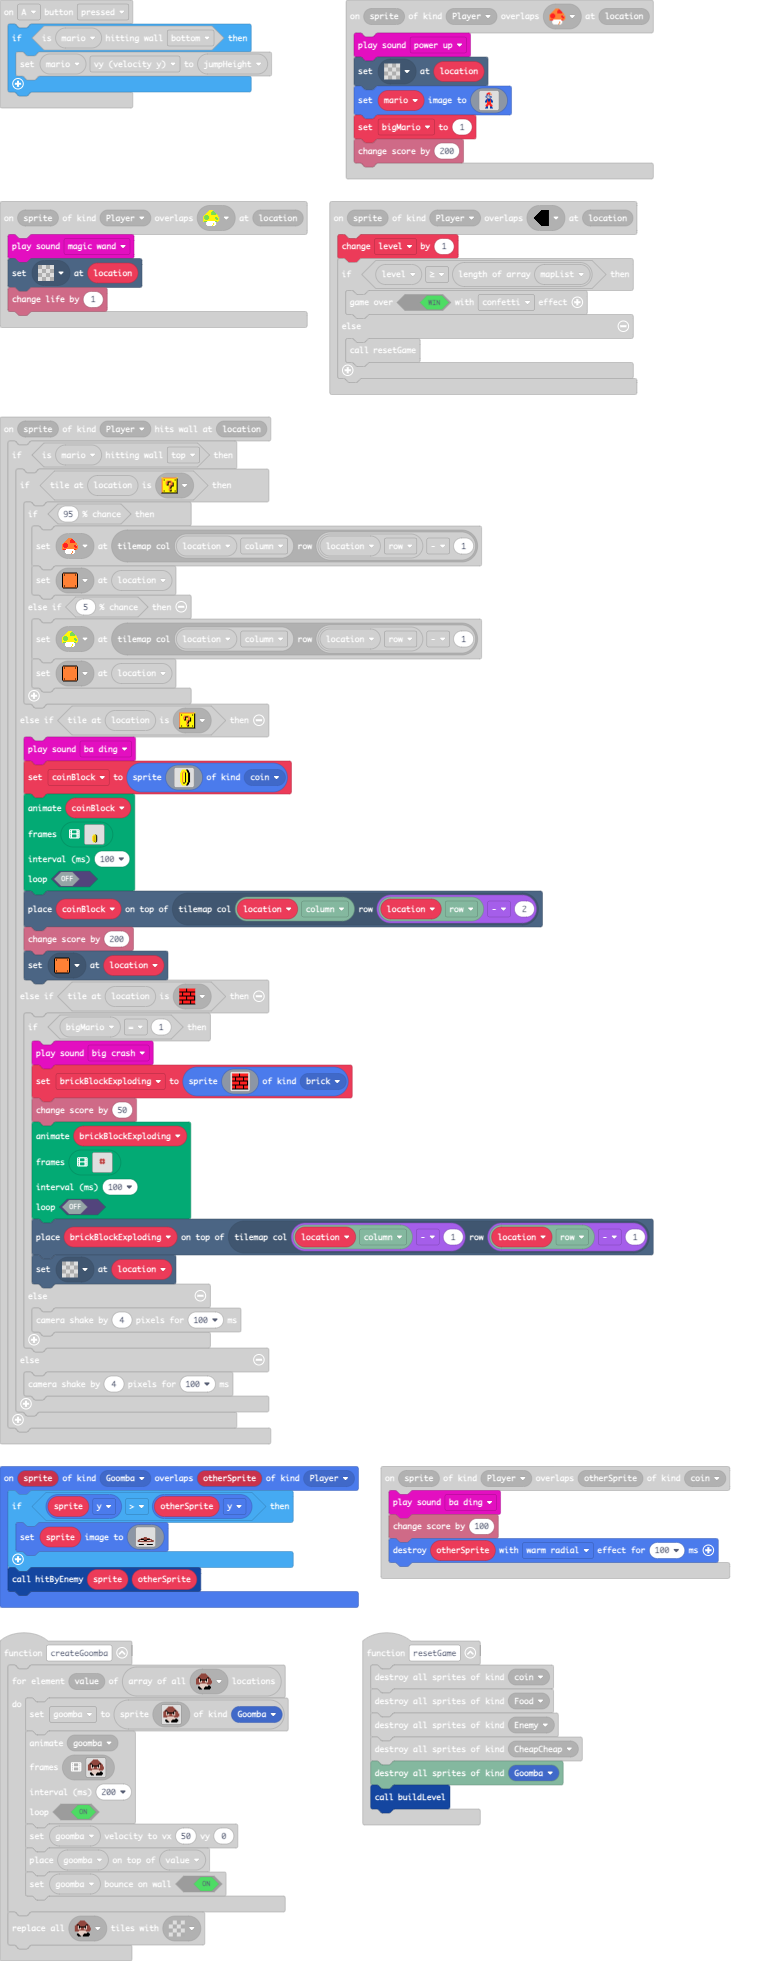 on A button pressed
if is mario hitting wall bottom then
set mario vy (velocity y) to jumpHeight
on sprite of kind Player overlaps at location
play sound power up
set at location
set mario image to
set bigMario to 1
change score by 200
on sprite of kind Player overlaps at location
play sound magic wand
set at location
change life by 1
on sprite of kind Player overlaps at location
change level by 1
if level ≥ length of array mapList then
game over WIN with confetti effect
else
call resetGame
on sprite of kind Player hits wall at location
if is mario hitting wall top then
if tile at location is then
if 95 % chance then
set at tilemap col location column row location row - 1
set at location
else if 5 % chance then
set at tilemap col location column row location row - 1
set at location
else if tile at location is then
play sound ba ding
set coinBlock to sprite of kind coin
animate coinBlock
frames
interval (ms) 100
loop OFF
place coinBlock on top of tilemap col location column row location row - 2
change score by 200
set at location
else if tile at location is then
if bigMario = 1 then
play sound big crash
set brickBlockExploding to sprite of kind brick
change score by 50
animate brickBlockExploding
frames
interval (ms) 100
loop OFF
place brickBlockExploding on top of tilemap col location column - 1 row location row - 1
set at location
else
camera shake by 4 pixels for 100 ms
else
camera shake by 4 pixels for 100 ms
on sprite of kind Goomba overlaps otherSprite of kind Player
if sprite y > otherSprite y then
set sprite image to
call hitByEnemy sprite otherSprite
on sprite of kind Player overlaps otherSprite of kind coin
play sound ba ding
change score by 100
destroy otherSprite with warm radial effect for 100 ms
function createGoomba
for element value of array of all locations
do
set goomba to sprite of kind Goomba
animate goomba
frames
interval (ms) 200
loop ON
set goomba velocity to vx 50 vy 0
place goomba on top of value
set goomba bounce on wall ON
replace all tiles with
function resetGame
destroy all sprites of kind coin
destroy all sprites of kind Food
destroy all sprites of kind Enemy
destroy all sprites of kind CheapCheap
destroy all sprites of kind Goomba
call buildLevel